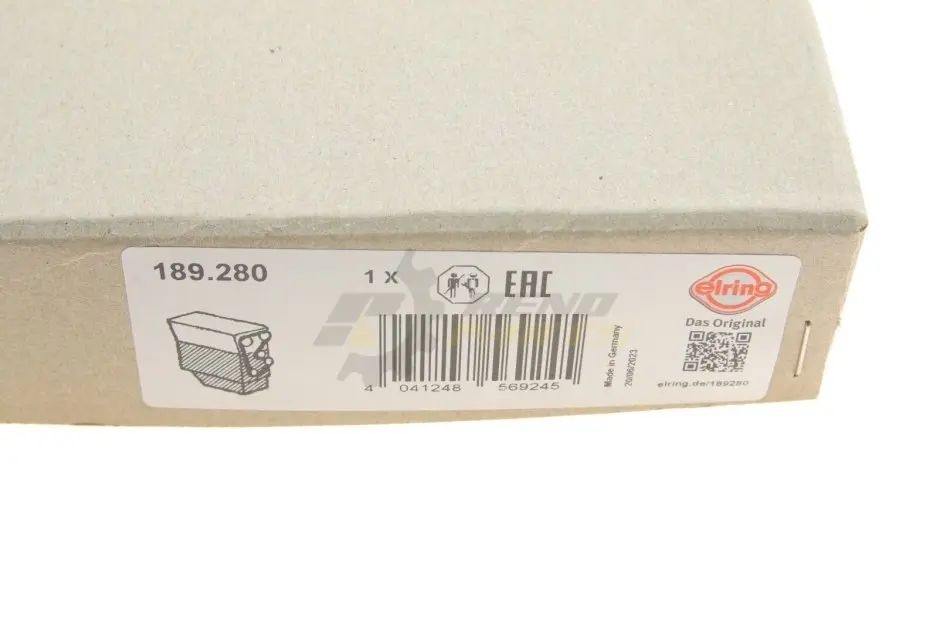 189.280
1 x
EAC
elring
Das Original
4 041248 569245
Made in Germany
20/06/2023
elring.de/189280